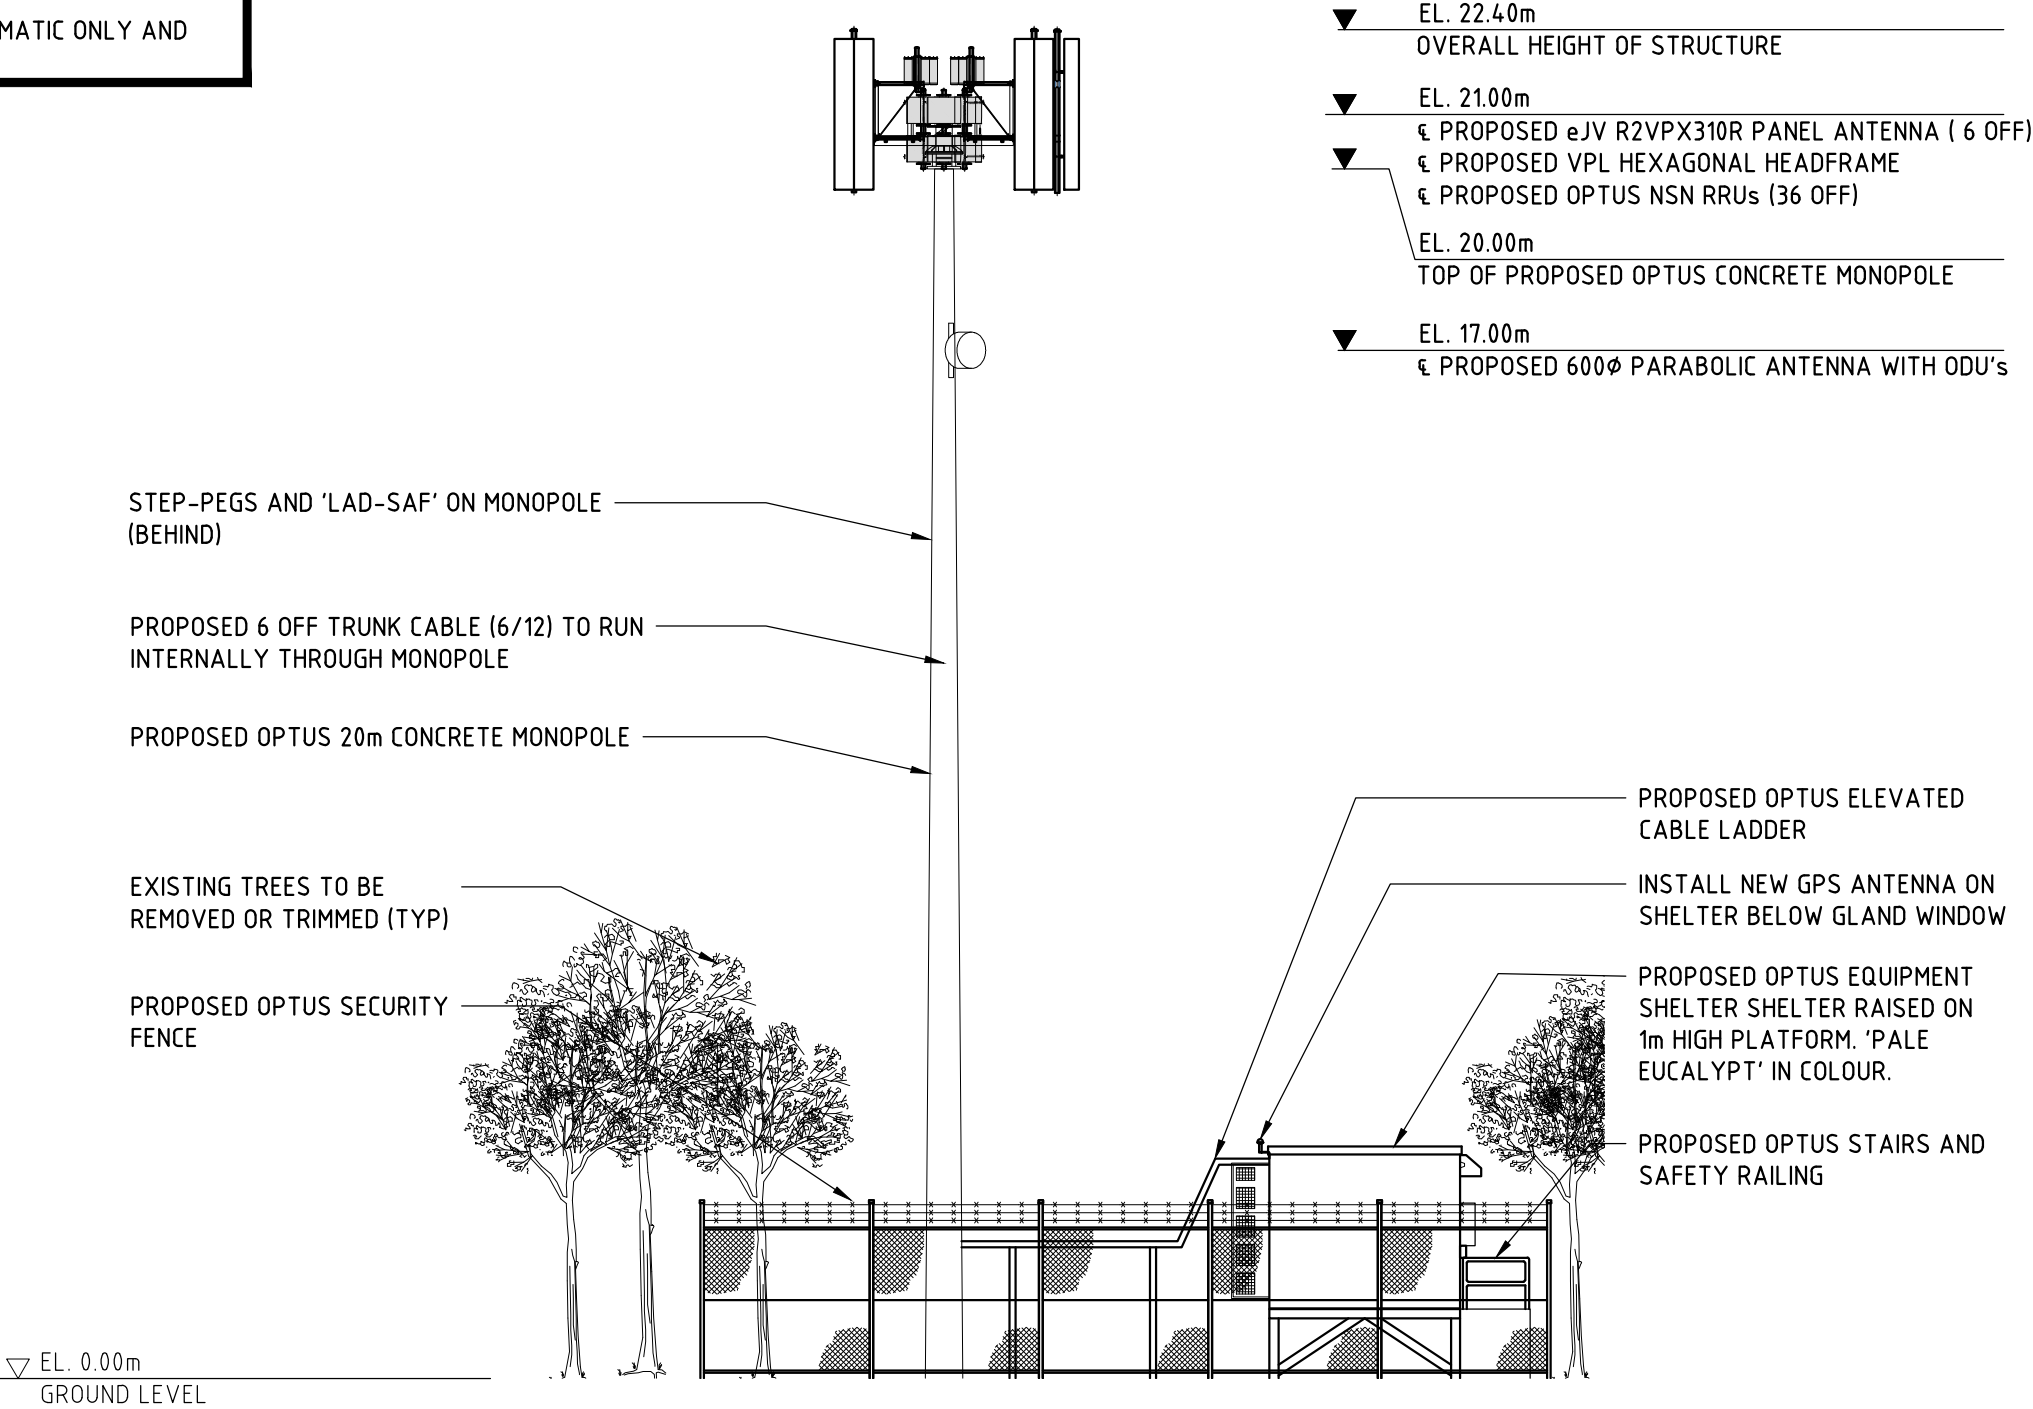 MATIC ONLY AND
EL. 22.40m
OVERALL HEIGHT OF STRUCTURE
EL. 21.00m
℄ PROPOSED eJV R2VPX310R PANEL ANTENNA ( 6 OFF)
℄ PROPOSED VPL HEXAGONAL HEADFRAME
℄ PROPOSED OPTUS NSN RRUs (36 OFF)
EL. 20.00m
TOP OF PROPOSED OPTUS CONCRETE MONOPOLE
EL. 17.00m
℄ PROPOSED 600Ø PARABOLIC ANTENNA WITH ODU's
STEP-PEGS AND 'LAD-SAF' ON MONOPOLE
(BEHIND)
PROPOSED 6 OFF TRUNK CABLE (6/12) TO RUN
INTERNALLY THROUGH MONOPOLE
PROPOSED OPTUS 20m CONCRETE MONOPOLE
EXISTING TREES TO BE
REMOVED OR TRIMMED (TYP)
PROPOSED OPTUS SECURITY
FENCE
PROPOSED OPTUS ELEVATED
CABLE LADDER
INSTALL NEW GPS ANTENNA ON
SHELTER BELOW GLAND WINDOW
PROPOSED OPTUS EQUIPMENT
SHELTER SHELTER RAISED ON
1m HIGH PLATFORM. 'PALE
EUCALYPT' IN COLOUR.
PROPOSED OPTUS STAIRS AND
SAFETY RAILING
EL. 0.00m
GROUND LEVEL